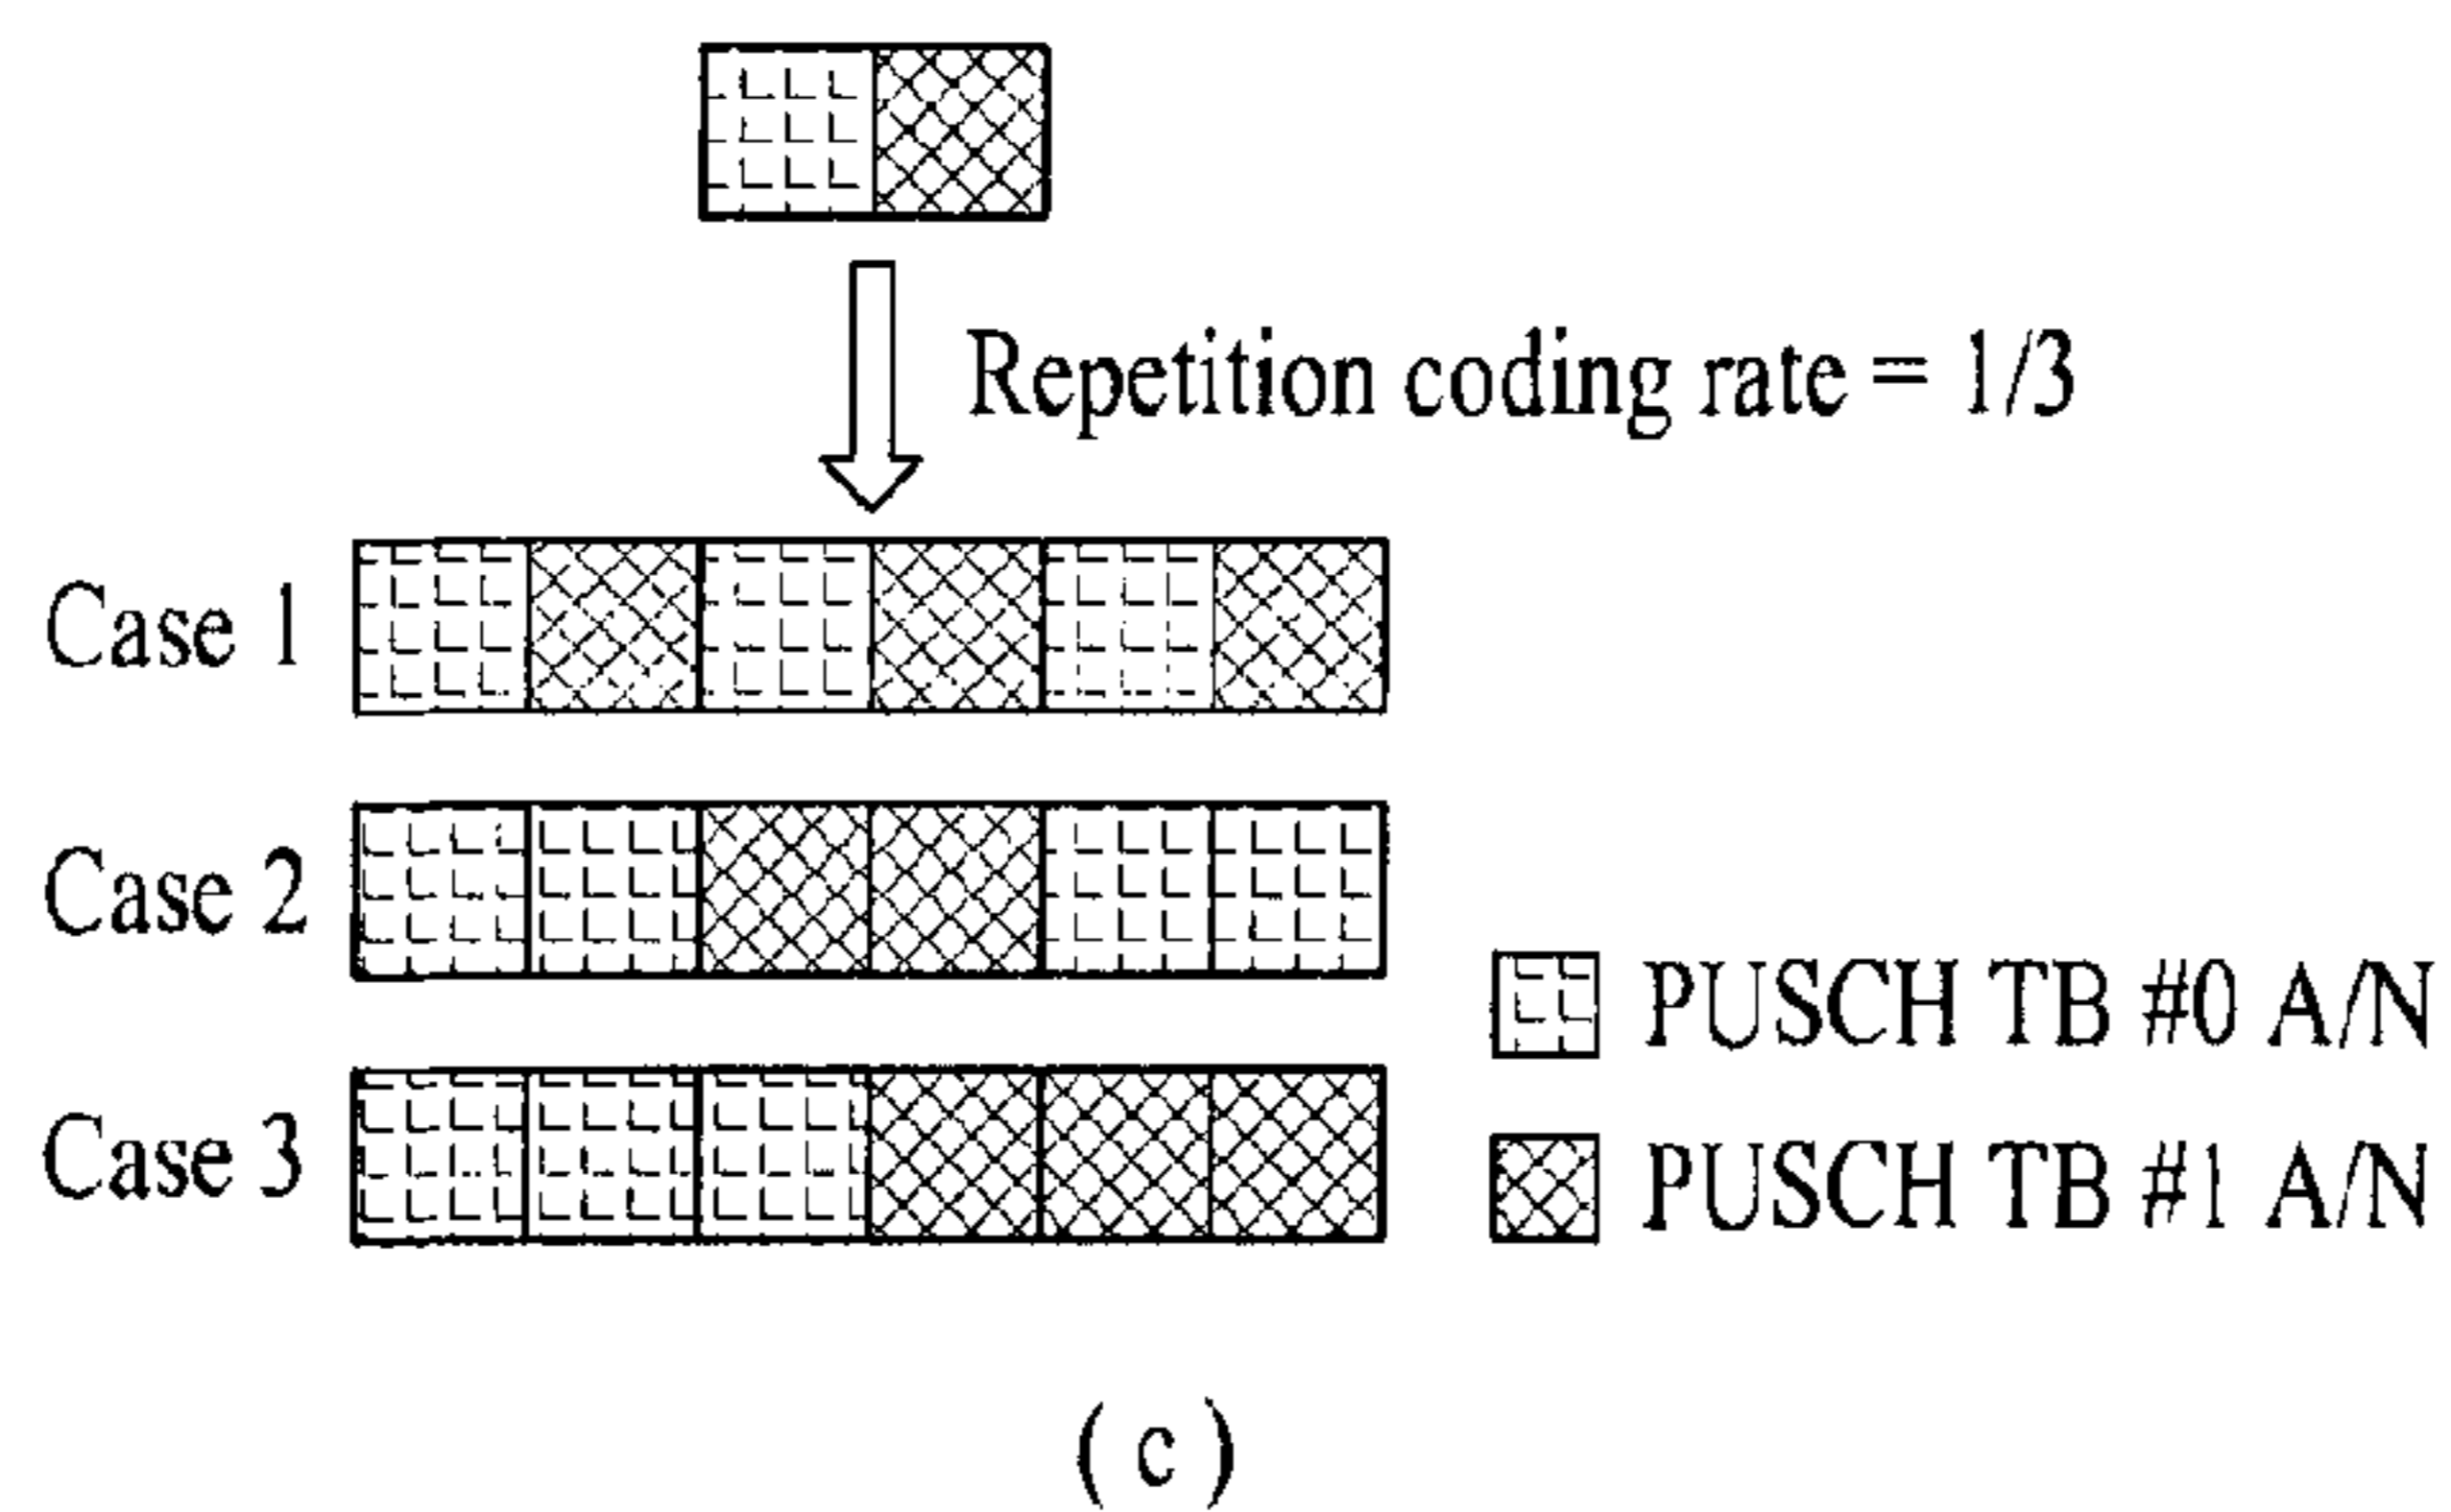 Repetition coding rate = 1/3
Case 1
Case 2
Case 3
PUSCH TB #0 A/N
PUSCH TB #1 A/N
( c )